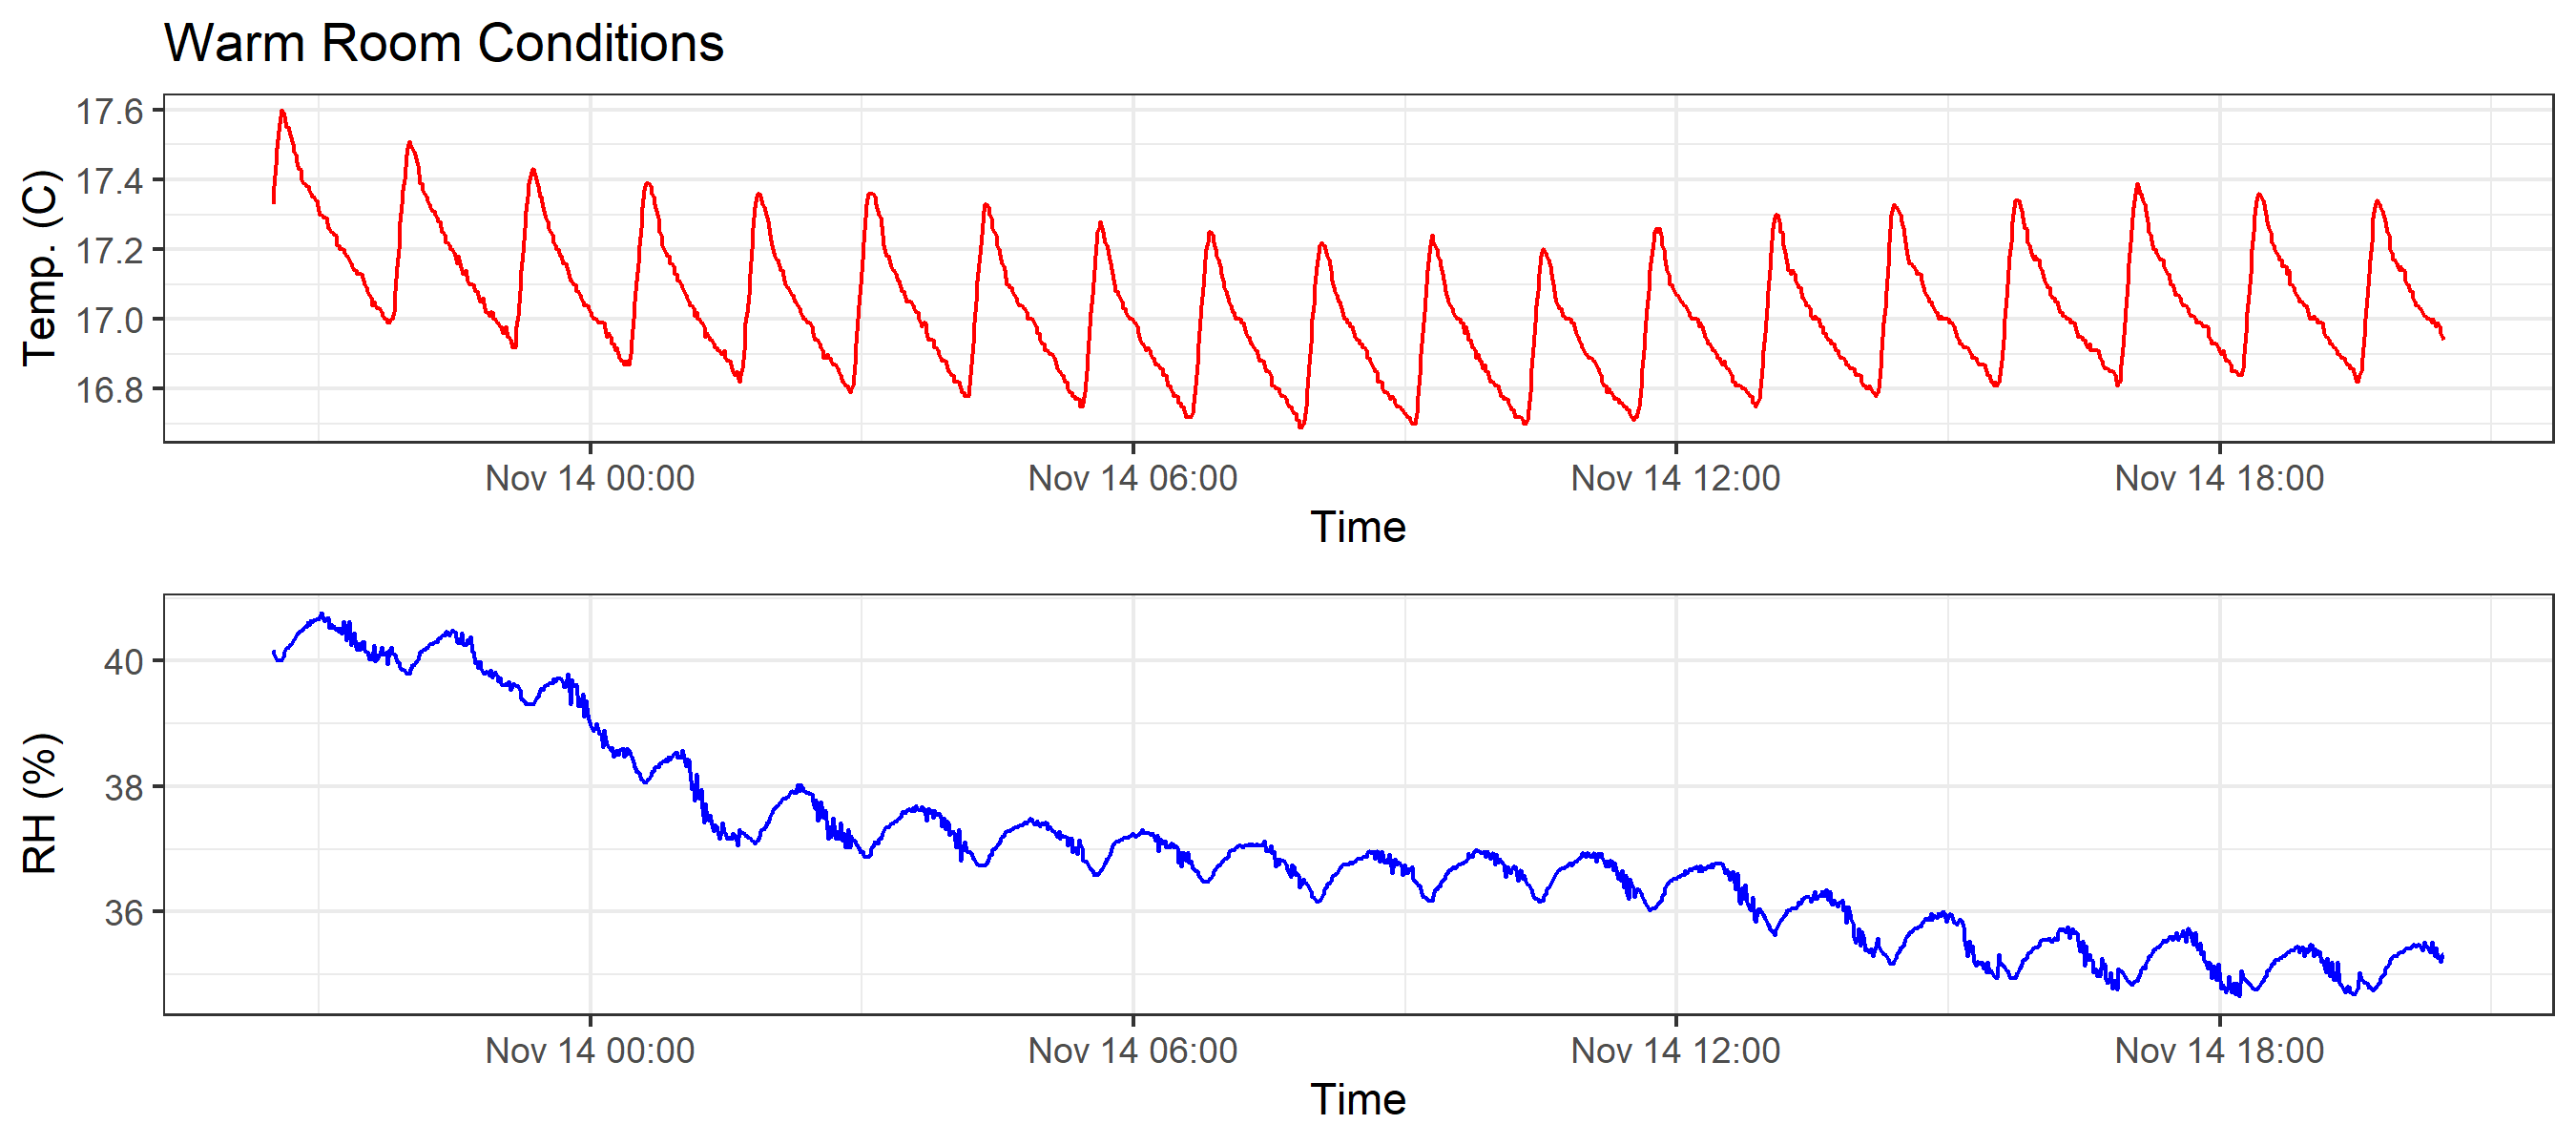 Warm Room Conditions
Temp. (C)
17.6
17.4
17.2
17.0
16.8
Nov 14 00:00 Nov 14 06:00 Nov 14 12:00 Nov 14 18:00
Time
RH (%)
40
38
36
Nov 14 00:00 Nov 14 06:00 Nov 14 12:00 Nov 14 18:00
Time